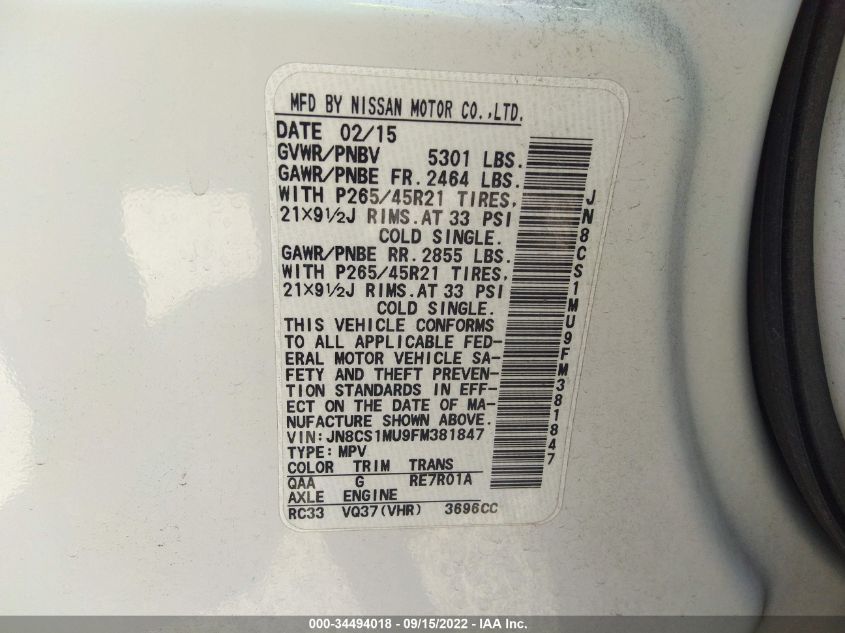 MFD BY NISSAN MOTOR CO.,LTD.
DATE 02/15
GVWR/PNBV 5301 LBS.
GAWR/PNBE FR. 2464 LBS.
WITH P265/45R21 TIRES,
21×9½J RIMS.AT 33 PSI
COLD SINGLE.
GAWR/PNBE RR. 2855 LBS.
WITH P265/45R21 TIRES,
21×9½J RIMS.AT 33 PSI
COLD SINGLE.
THIS VEHICLE CONFORMS
TO ALL APPLICABLE FED-
ERAL MOTOR VEHICLE SA-
FETY AND THEFT PREVEN-
TION STANDARDS IN EFF-
ECT ON THE DATE OF MA-
NUFACTURE SHOWN ABOVE.
VIN:JN8CS1MU9FM381847
TYPE:MPV
COLOR TRIM TRANS
QAA G RE7R01A
AXLE ENGINE
RC33 VQ37(VHR) 3696CC
JN8CS1MU9FM381847
000-34494018 - 09/15/2022 - IAA Inc.